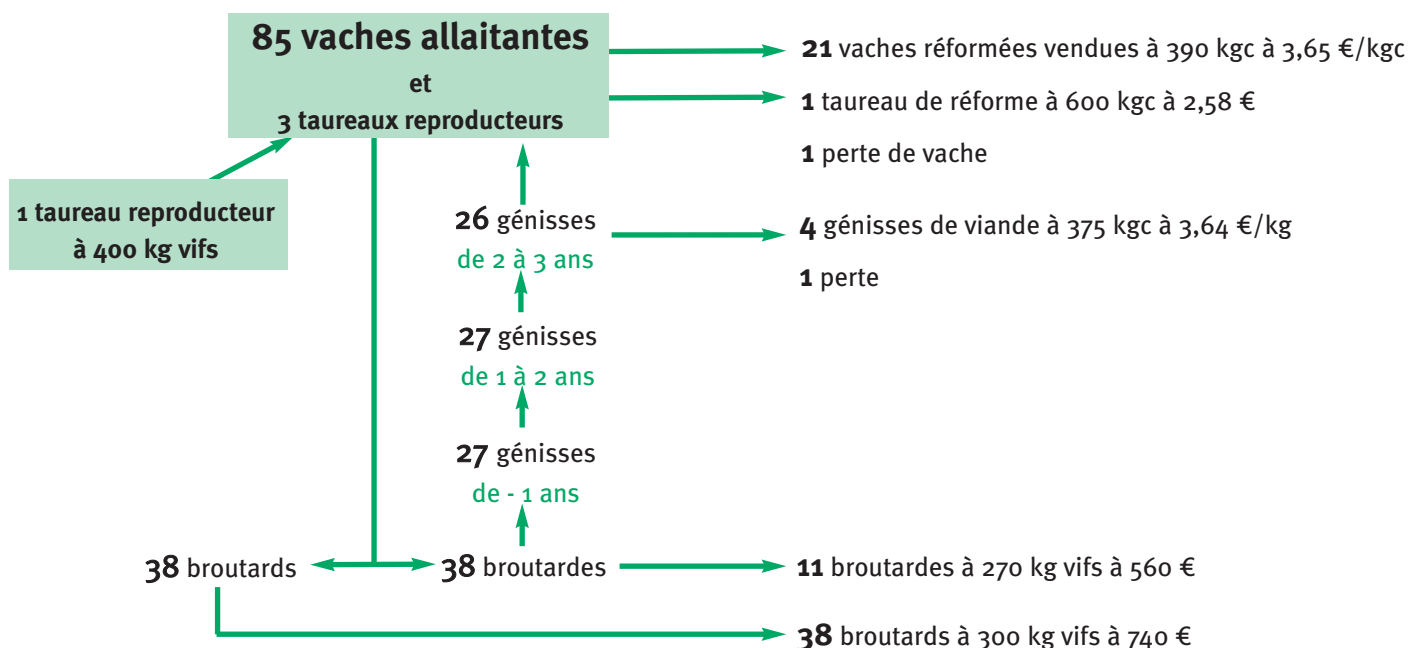 85 vaches allaitantes
et
3 taureaux reproducteurs
21 vaches réformées vendues à 390 kgc à 3,65 €/kgc
1 taureau de réforme à 600 kgc à 2,58 €
1 perte de vache
1 taureau reproducteur
à 400 kg vifs
26 génisses
de 2 à 3 ans
4 génisses de viande à 375 kgc à 3,64 €/kg
1 perte
27 génisses
de 1 à 2 ans
27 génisses
de - 1 ans
38 broutards
38 broutardes
11 broutardes à 270 kg vifs à 560 €
38 broutards à 300 kg vifs à 740 €